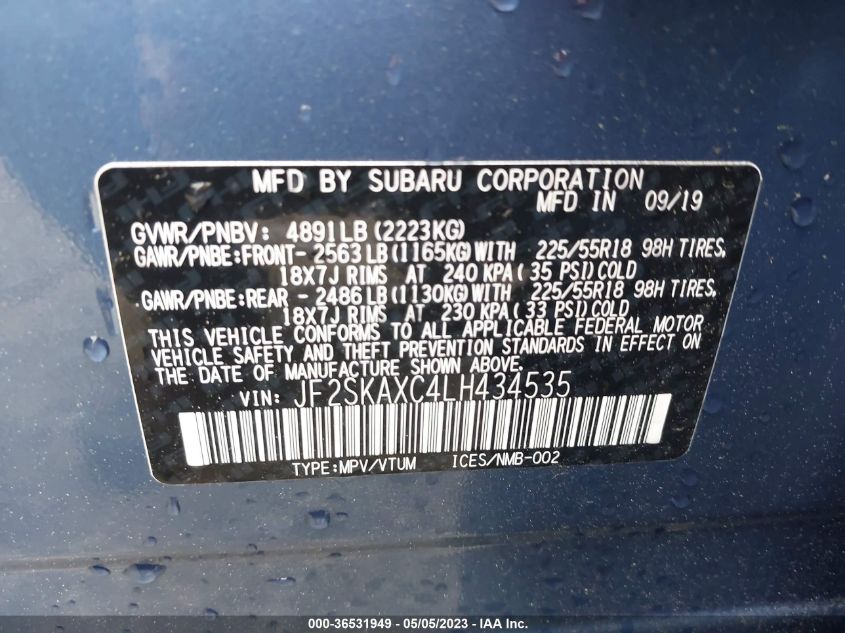 MFD BY SUBARU CORPORATION
MFD IN 09/19
GVWR/PNBV: 4891LB (2223KG)
GAWR/PNBE:FRONT- 2563LB (1165KG) WITH 225/55R18 98H TIRES,
18X7J RIMS AT 240 KPA ( 35 PSI) COLD
GAWR/PNBE:REAR - 2486LB (1130KG) WITH 225/55R18 98H TIRES,
18X7J RIMS AT 230 KPA ( 33 PSI) COLD
THIS VEHICLE CONFORMS TO ALL APPLICABLE FEDERAL MOTOR
VEHICLE SAFETY AND THEFT PREVENTION STANDARDS IN EFFECT ON
THE DATE OF MANUFACTURE SHOWN ABOVE.
VIN: JF2SKAXC4LH434535
TYPE:MPV/VTUM ICES/NMB-002
000-36531949 - 05/05/2023 - IAA Inc.